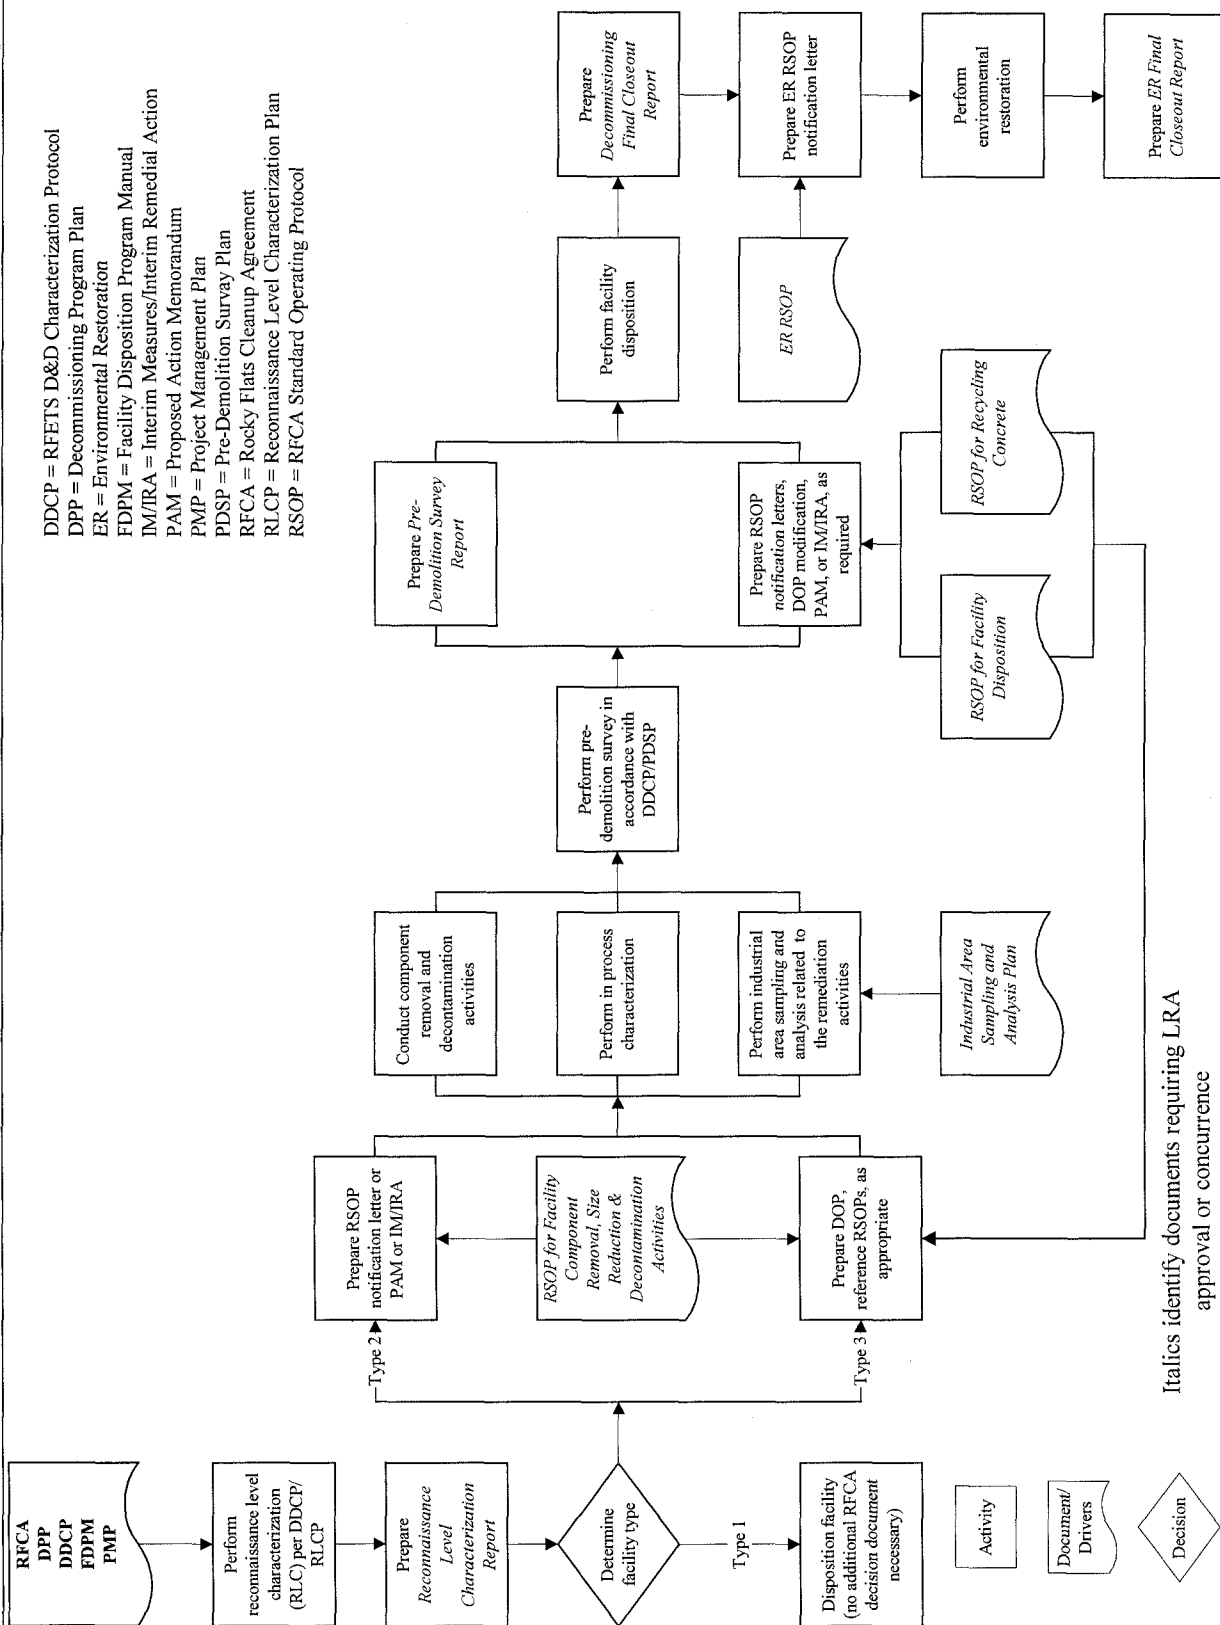 RFCA
DPP
DDCP
FDPM
PMP
Perform
reconnaissance level
characterization
(RLC) per DDCP/
RLCP
Prepare
Reconnaissance
Level
Characterization
Report
Determine
facility type
Type 1
Disposition facility
(no additional RFCA
decision document
necessary)
Type 2
Prepare RSOP
notification letter or
PAM or IM/IRA
RSOP for Facility
Component
Removal, Size
Reduction &
Decontamination
Activities
Type 3
Prepare DOP,
reference RSOPs, as
appropriate
Conduct component
removal and
decontamination
activities
Perform in process
characterization
Perform industrial
area sampling and
analysis related to
the remediation
activities
Industrial Area
Sampling and
Analysis Plan
Perform pre-
demolition survey in
accordance with
DDCP/PDSP
Prepare Pre-
Demolition Survey
Report
Prepare RSOP
notification letters,
DOP modification,
PAM, or IM/IRA, as
required
RSOP for Facility
Disposition
RSOP for Recycling
Concrete
Perform facility
disposition
ER RSOP
Prepare
Decommissioning
Final Closeout
Report
Prepare ER RSOP
notification letter
Perform
environmental
restoration
Prepare ER Final
Closeout Report
DDCP = RFETS D&D Characterization Protocol
DPP = Decommissioning Program Plan
ER = Environmental Restoration
FDPM = Facility Disposition Program Manual
IM/IRA = Interim Measures/Interim Remedial Action
PAM = Proposed Action Memorandum
PMP = Project Management Plan
PDSP = Pre-Demolition Survay Plan
RFCA = Rocky Flats Cleanup Agreement
RLCP = Reconnaissance Level Characterization Plan
RSOP = RFCA Standard Operating Protocol
Activity
Document/
Drivers
Decision
Italics identify documents requiring LRA
approval or concurrence